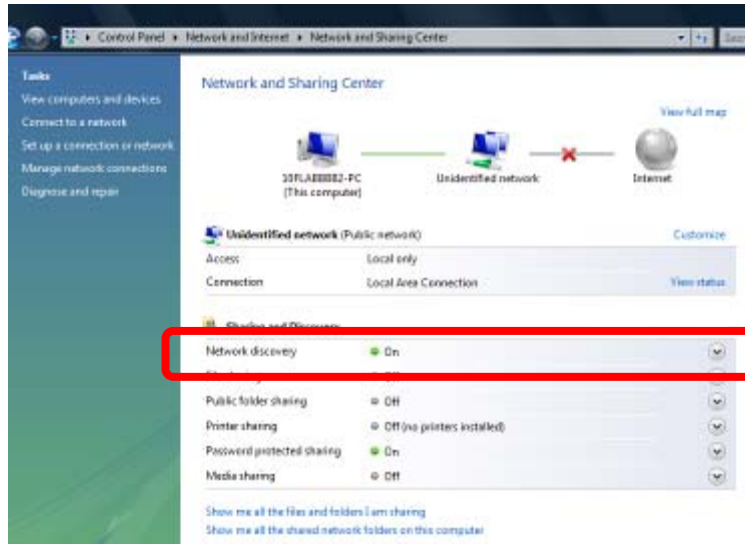 Control Panel ▸ Network and Internet ▸ Network and Sharing Center
Tasks
View computers and devices
Connect to a network
Set up a connection or network
Manage network connections
Diagnose and repair
Network and Sharing Center
View full map
(This computer)
Unidentified network
Internet
Unidentified network (Public network)
Customize
Access
Local only
Connection
Local Area Connection
View status
Sharing and Discovery
Network discovery
On
Off
Public folder sharing
Off
Printer sharing
Off (no printers installed)
Password protected sharing
On
Media sharing
Off
Show me all the files and folders I am sharing
Show me all the shared network folders on this computer